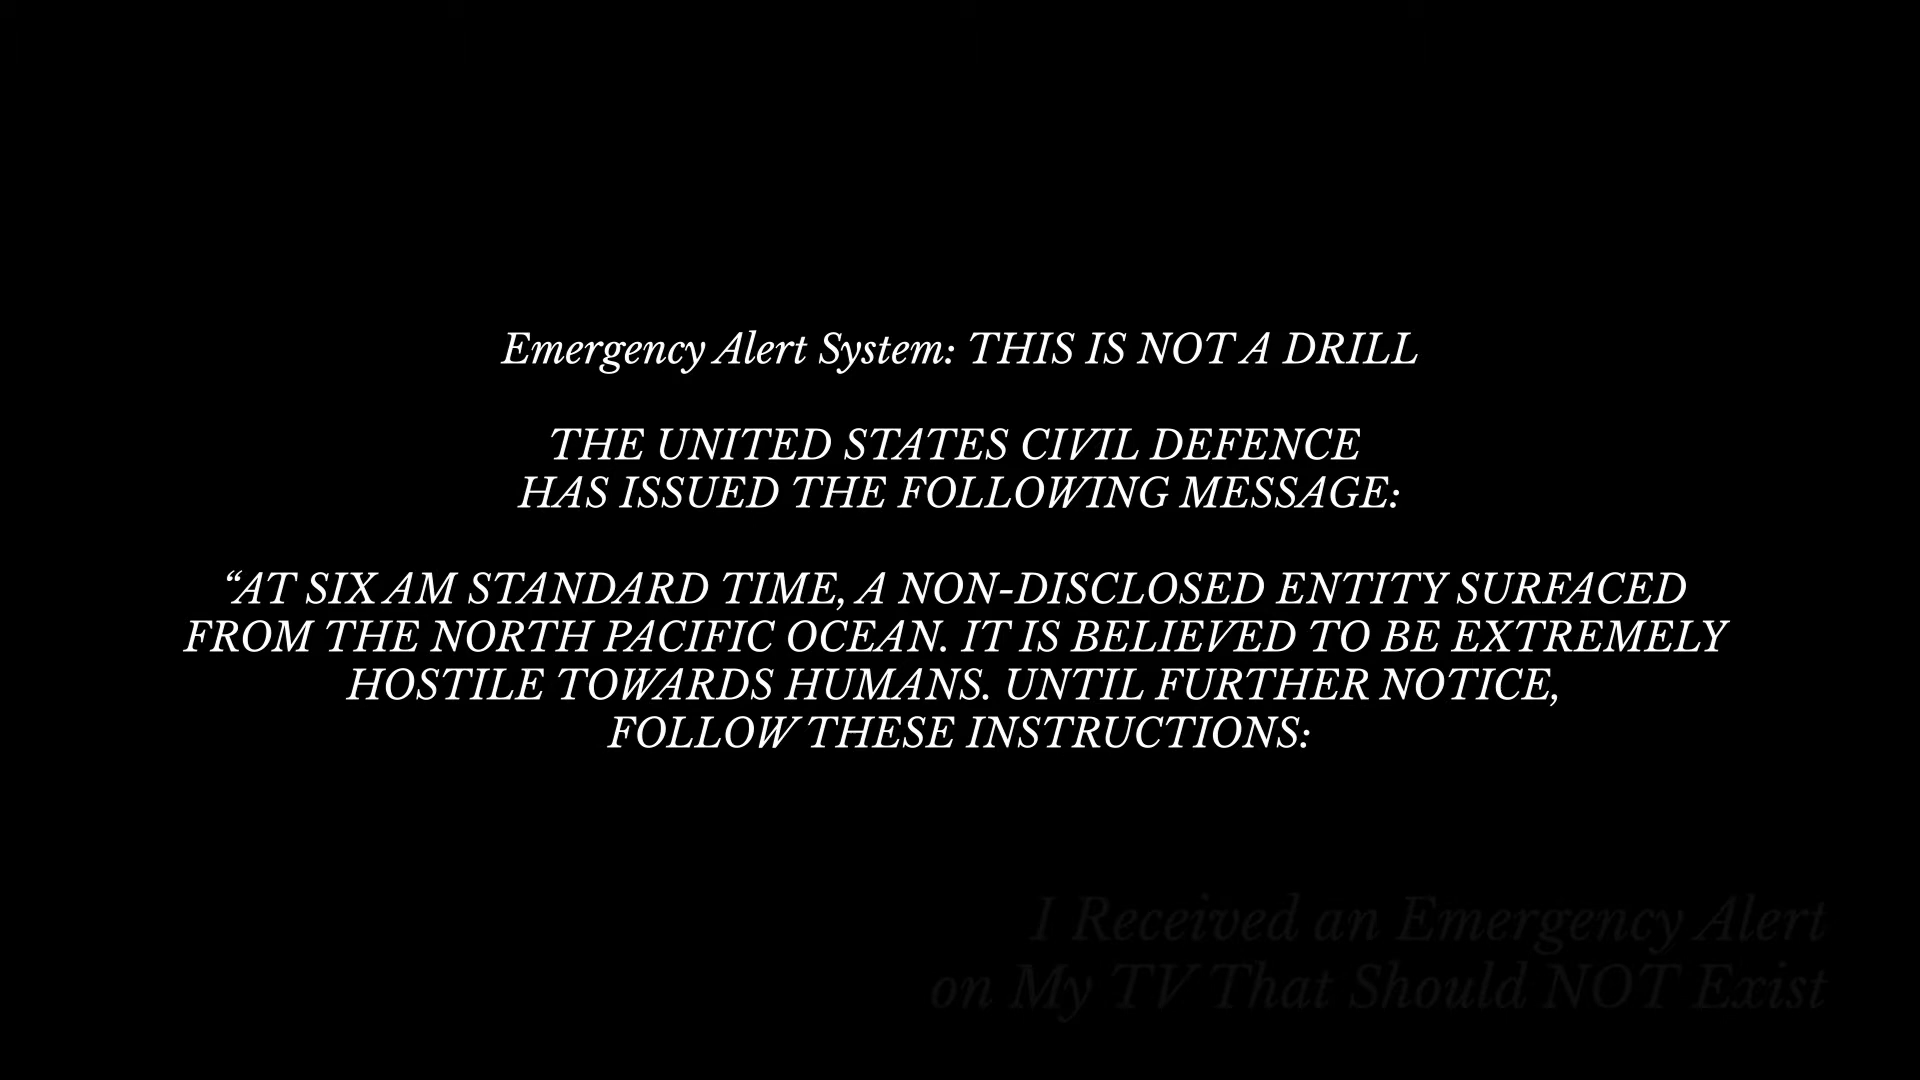 Emergency Alert System: THIS IS NOT A DRILL
THE UNITED STATES CIVIL DEFENCE
HAS ISSUED THE FOLLOWING MESSAGE:
“AT SIX AM STANDARD TIME, A NON-DISCLOSED ENTITY SURFACED
FROM THE NORTH PACIFIC OCEAN. IT IS BELIEVED TO BE EXTREMELY
HOSTILE TOWARDS HUMANS. UNTIL FURTHER NOTICE,
FOLLOW THESE INSTRUCTIONS:
I Received an Emergency Alert
on My TV That Should NOT Exist